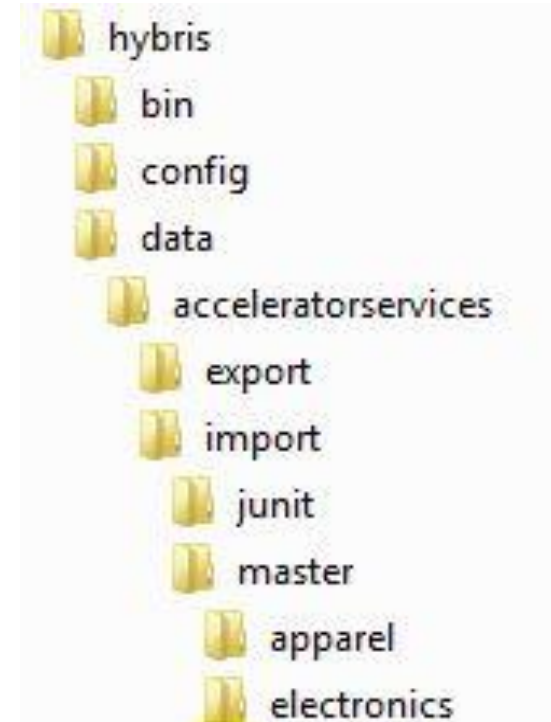 hybris
bin
config
data
acceleratorservices
export
import
junit
master
apparel
electronics